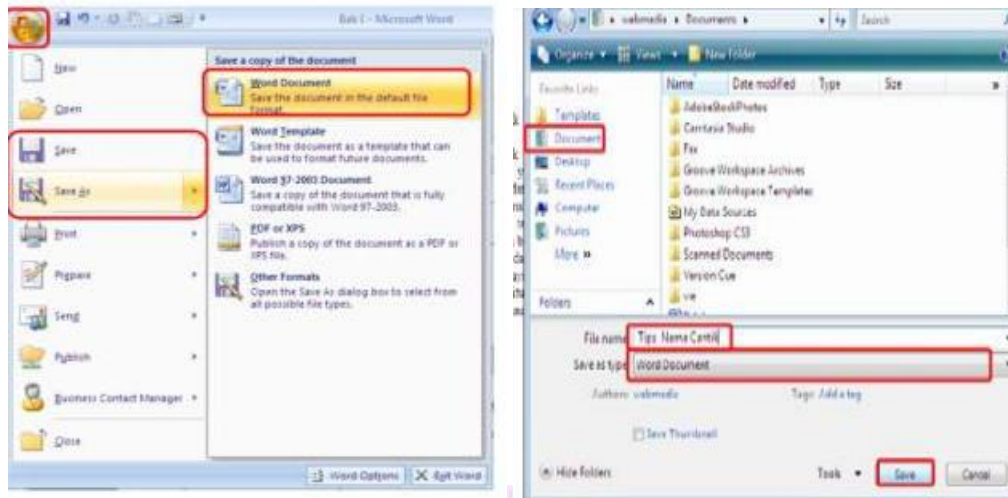 Bab I - Microsoft Word
New
Open
Save
Save As
Print
Prepare
Send
Publish
Business Contact Manager
Close
Save a copy of the document
Word Document
Save the document in the default file
format.
Word Template
Save the document as a template that can
be used to format future documents.
Word 97-2003 Document
Save a copy of the document that is fully
compatible with Word 97-2003.
PDF or XPS
Publish a copy of the document as a PDF or
XPS file.
Other Formats
Open the Save As dialog box to select from
all possible file types.
Word Options
Exit Word
webmedia
Documents
Search
Organize
Views
New Folder
Favorite Links
Templates
Document
Desktop
Recent Places
Computer
Pictures
More »
Folders
Name Date modified Type Size »
AdobeStockPhotos
Camtasia Studio
Fax
Groove Workspace Archives
Groove Workspace Templates
My Data Sources
Photoshop CS3
Scanned Documents
Version Cue
File name: Tips Nama Cantik
Save as type: Word Document
Authors: webmedia
Tags: Add a tag
Save Thumbnail
Hide Folders
Tools
Save
Cancel